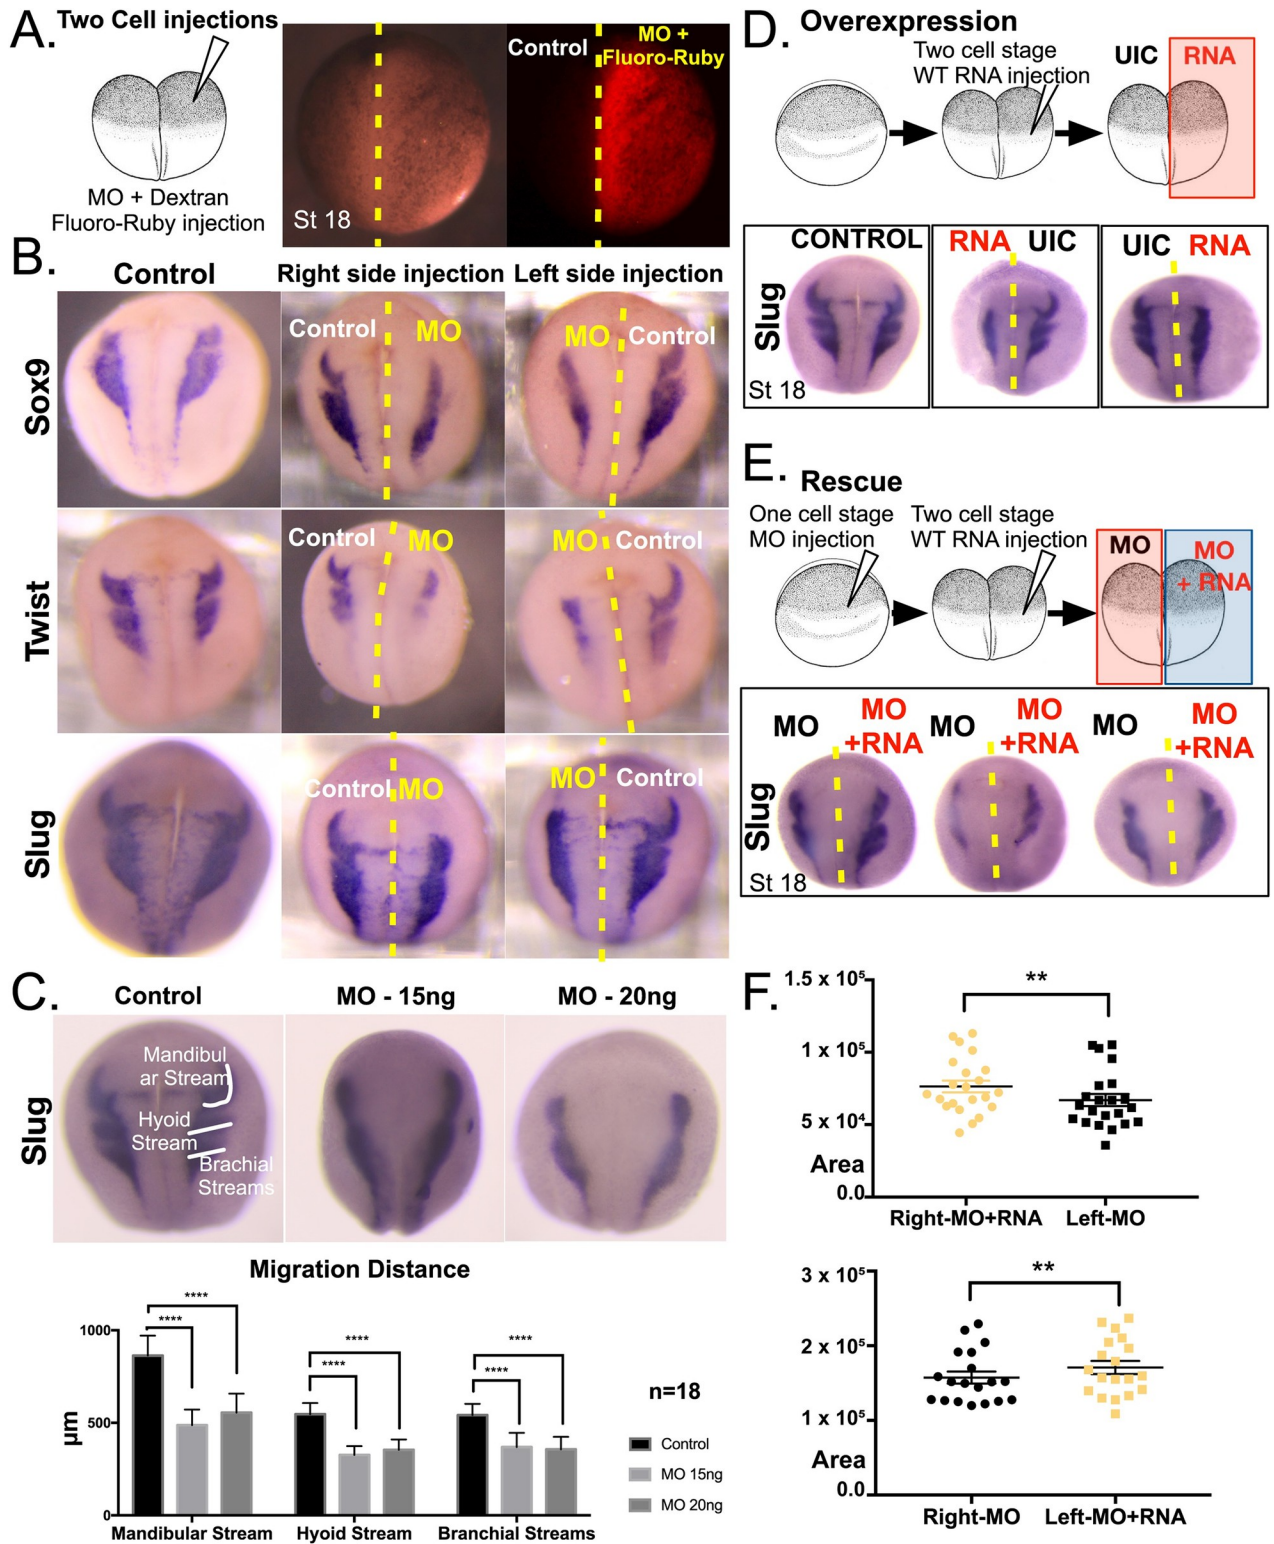 A. Two Cell injections
MO + Dextran
Fluoro-Ruby injection
St 18
Control
MO +
Fluoro-Ruby
B.
Control
Right side injection
Left side injection
Sox9
Control
MO
MO
Control
Twist
Control
MO
MO
Control
Slug
Control
MO
MO
Control
C.
Control
MO - 15ng
MO - 20ng
Slug
Mandibul
ar Stream
Hyoid
Stream
Brachial
Streams
Migration Distance
****
****
****
****
****
****
1000
500
0
µm
n=18
Control
MO 15ng
MO 20ng
Mandibular Stream
Hyoid Stream
Branchial Streams
D. Overexpression
Two cell stage
WT RNA injection
UIC
RNA
CONTROL
RNA
UIC
UIC
RNA
Slug
St 18
E. Rescue
One cell stage
MO injection
Two cell stage
WT RNA injection
MO
MO
+ RNA
MO
MO
+RNA
MO
MO
+RNA
MO
MO
+RNA
Slug
St 18
F.
1.5 x 10⁵
1 x 10⁵
5 x 10⁴
Area
0.0
**
Right-MO+RNA
Left-MO
3 x 10⁵
2 x 10⁵
1 x 10⁵
Area
0.0
**
Right-MO
Left-MO+RNA